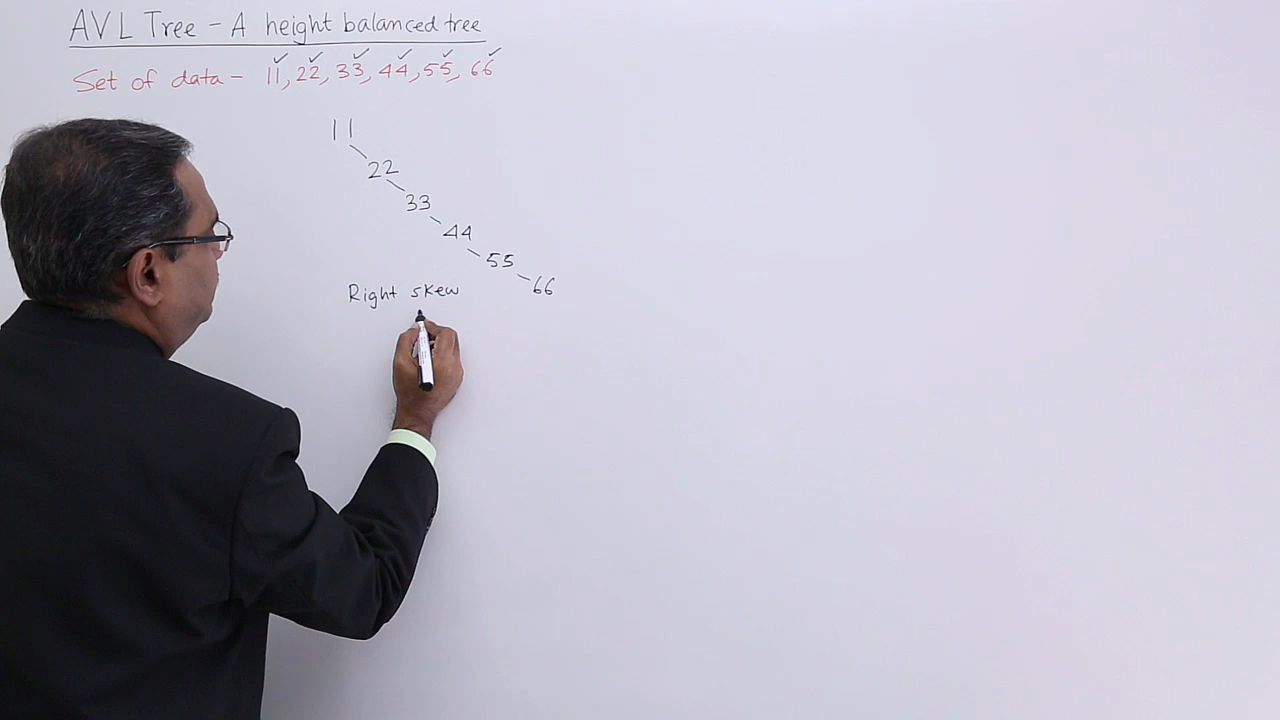 AVL Tree - A height balanced tree
Set of data - 11, 22, 33, 44, 55, 66
11
22
33
44
55
66
Right skew